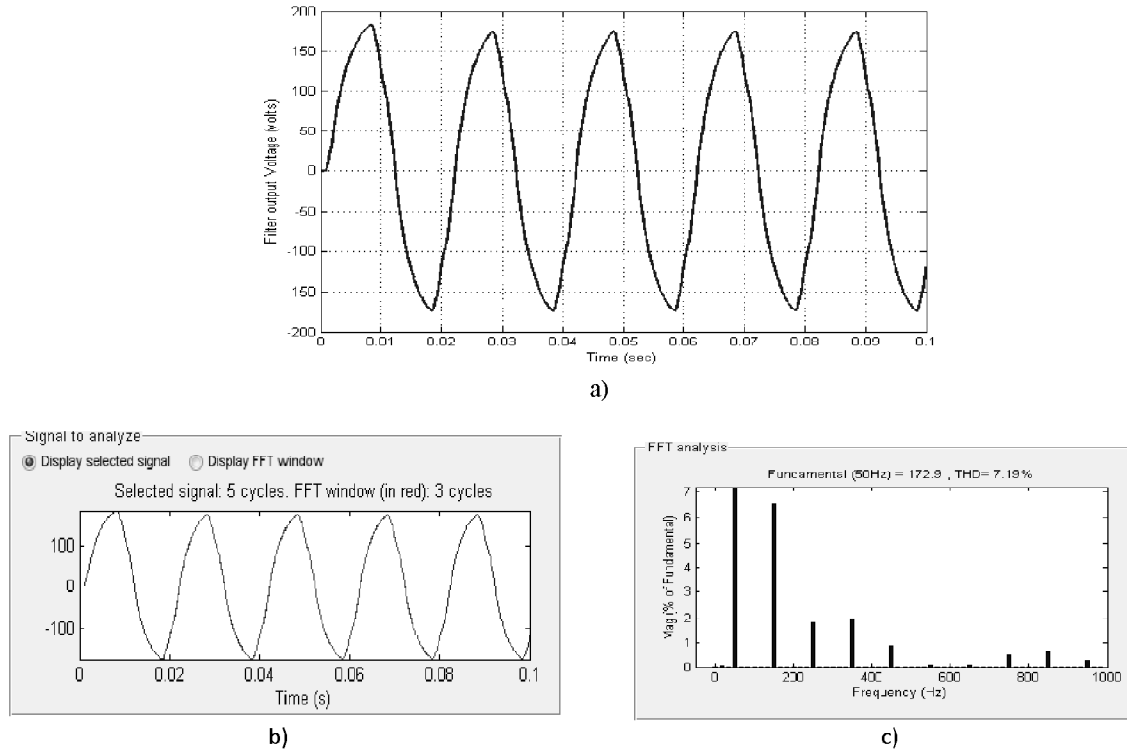 200
150
100
50
0
-50
-100
-150
-200
Filter output Voltage (volts)
0 0.01 0.02 0.03 0.04 0.05 0.06 0.07 0.08 0.09 0.1
Time (sec)
a)
Signal to analyze
Display selected signal Display FFT window
Selected signal: 5 cycles. FFT window (in red): 3 cycles
100
0
-100
0 0.02 0.04 0.06 0.08 0.1
Time (s)
b)
FFT analysis
Fundamental (50Hz) = 172.9 , THD= 7.19%
7
6
5
4
3
2
1
0
Mag (% of Fundamental)
0 200 400 600 800 1000
Frequency (Hz)
c)